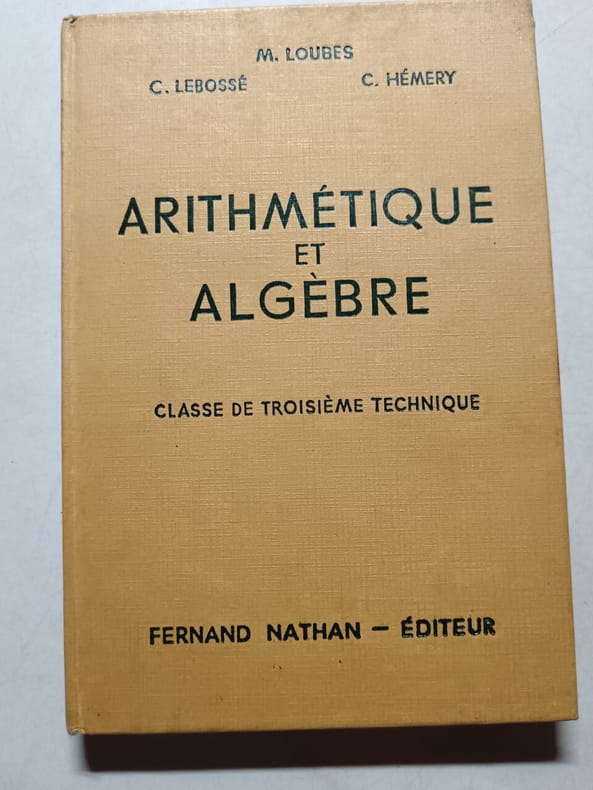 M. LOUBES
C. LEBOSSÉ C. HÉMERY
ARITHMÉTIQUE
ET
ALGÈBRE
CLASSE DE TROISIÈME TECHNIQUE
FERNAND NATHAN — ÉDITEUR